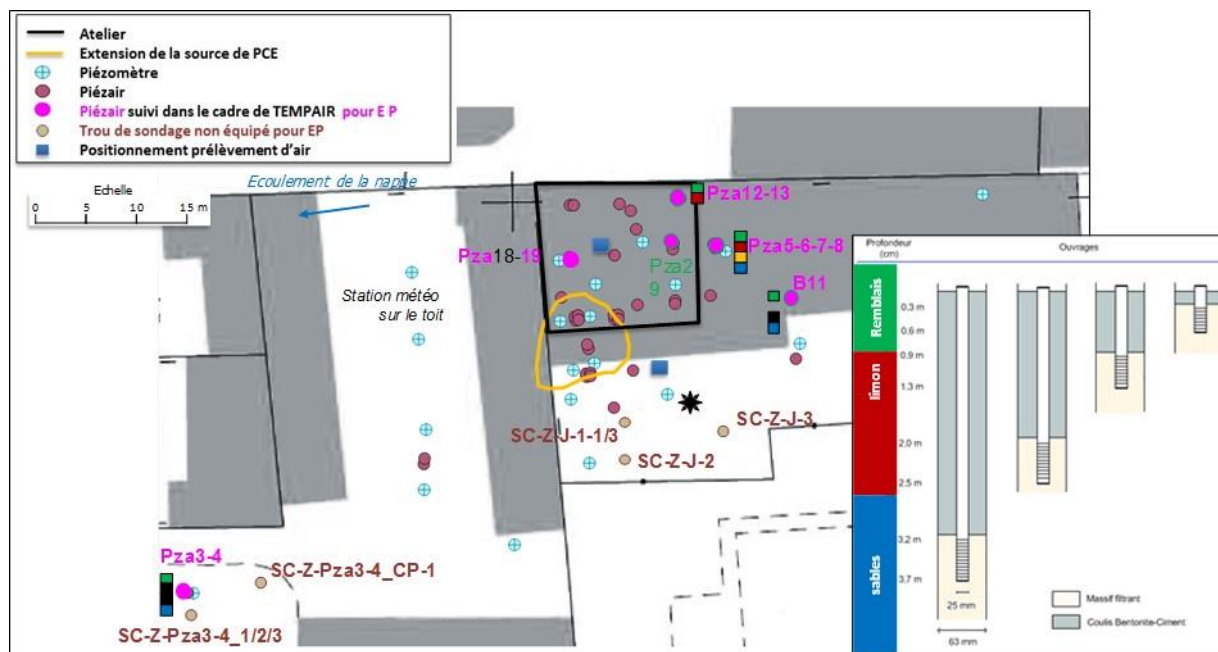 Atelier
Extension de la source de PCE
Piézomètre
Piézair
Piézair suivi dans le cadre de TEMPAIR pour E P
Trou de sondage non équipé pour EP
Positionnement prélèvement d'air
Echelle
0 5 10 15 m
Ecoulement de la nappe
Pza12-13
Pza18-19
Pza2
9
Pza5-6-7-8
B11
Station météo
sur le toit
SC-Z-J-1-1/3
SC-Z-J-3
SC-Z-J-2
Pza3-4
SC-Z-Pza3-4_CP-1
SC-Z-Pza3-4_1/2/3
Profondeur
(cm)
Ouvrages
Remblais
limon
sables
0.3 m
0.6 m
0.9 m
1.3 m
2.0 m
2.5 m
3.2 m
3.7 m
25 mm
63 mm
Massif filtrant
Coulis Bentonite-Ciment